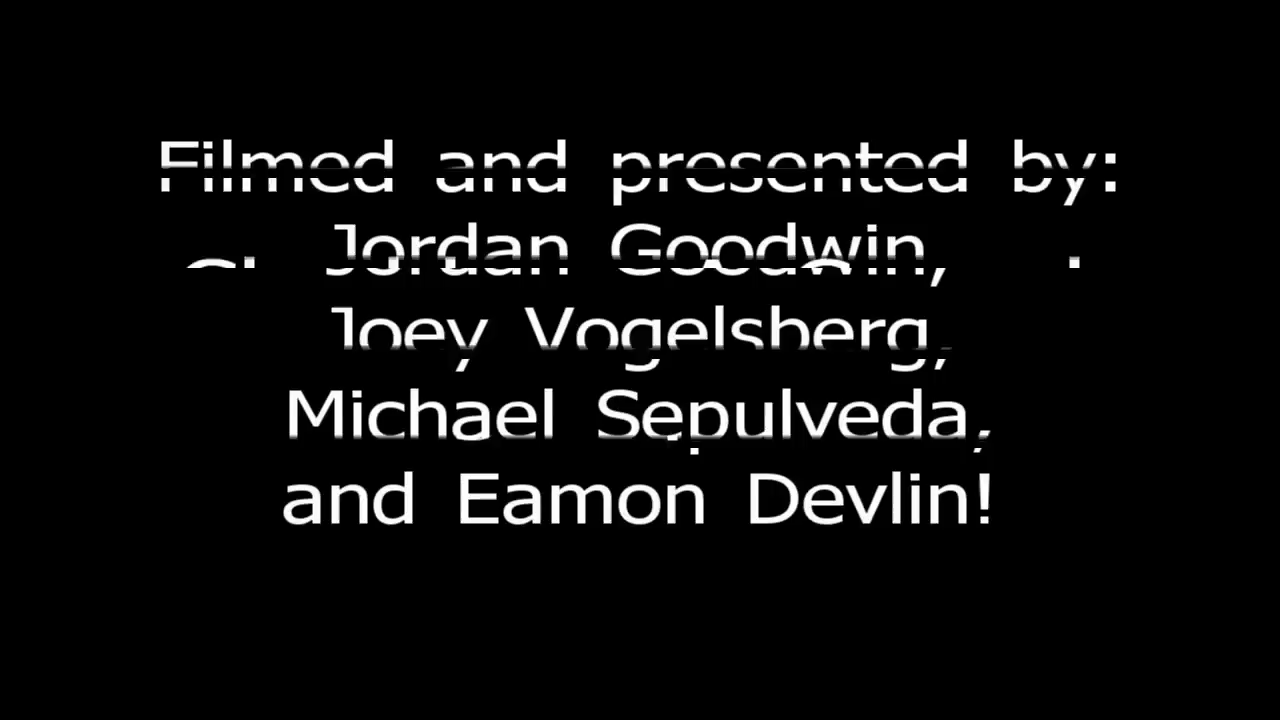 Filmed and presented by:
Jordan Goodwin,
Joey Vogelsberg,
Michael Sepulveda,
and Eamon Devlin!